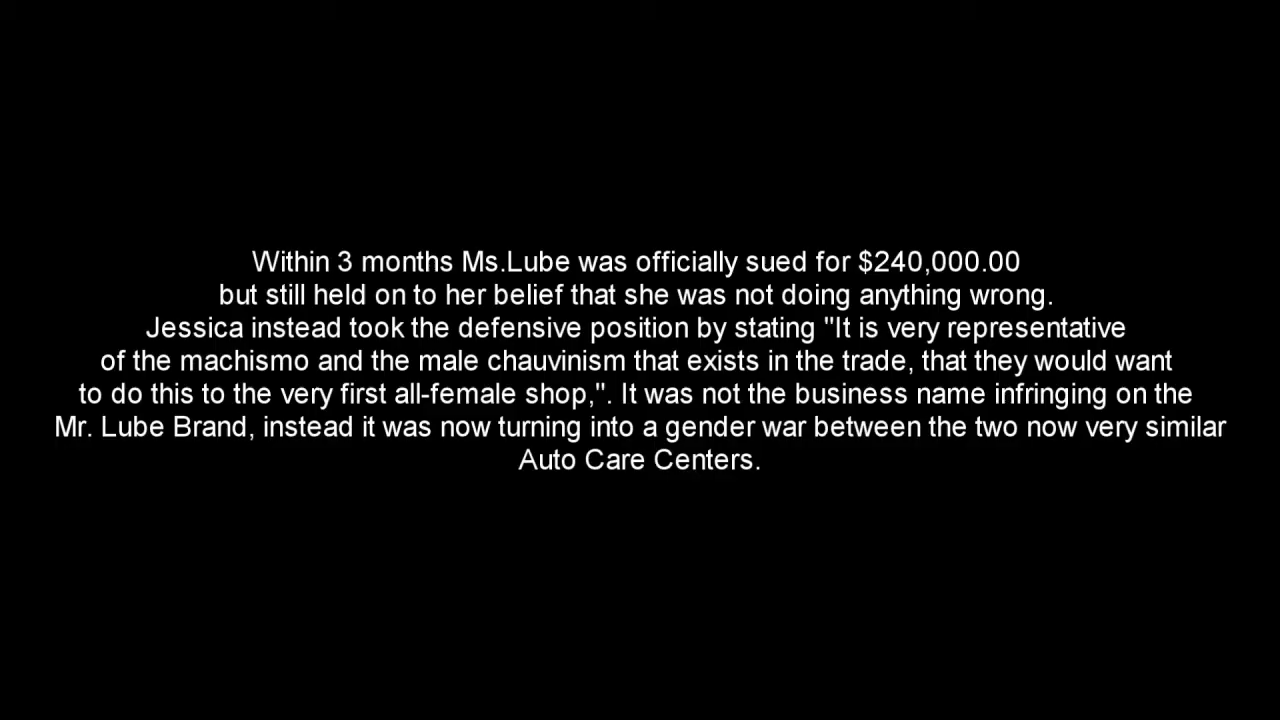 Within 3 months Ms.Lube was officially sued for $240,000.00
but still held on to her belief that she was not doing anything wrong.
Jessica instead took the defensive position by stating "It is very representative
of the machismo and the male chauvinism that exists in the trade, that they would want
to do this to the very first all-female shop,". It was not the business name infringing on the
Mr. Lube Brand, instead it was now turning into a gender war between the two now very similar
Auto Care Centers.